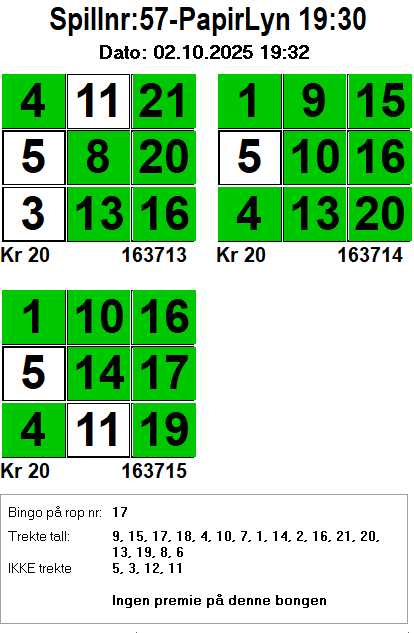 Spillnr:57-PapirLyn 19:30
Dato: 02.10.2025 19:32
4 11 21
5 8 20
3 13 16
Kr 20 163713
1 9 15
5 10 16
4 13 20
Kr 20 163714
1 10 16
5 14 17
4 11 19
Kr 20 163715
Bingo på rop nr: 17
Trekte tall: 9, 15, 17, 18, 4, 10, 7, 1, 14, 2, 16, 21, 20,
13, 19, 8, 6
IKKE trekte 5, 3, 12, 11
Ingen premie på denne bongen